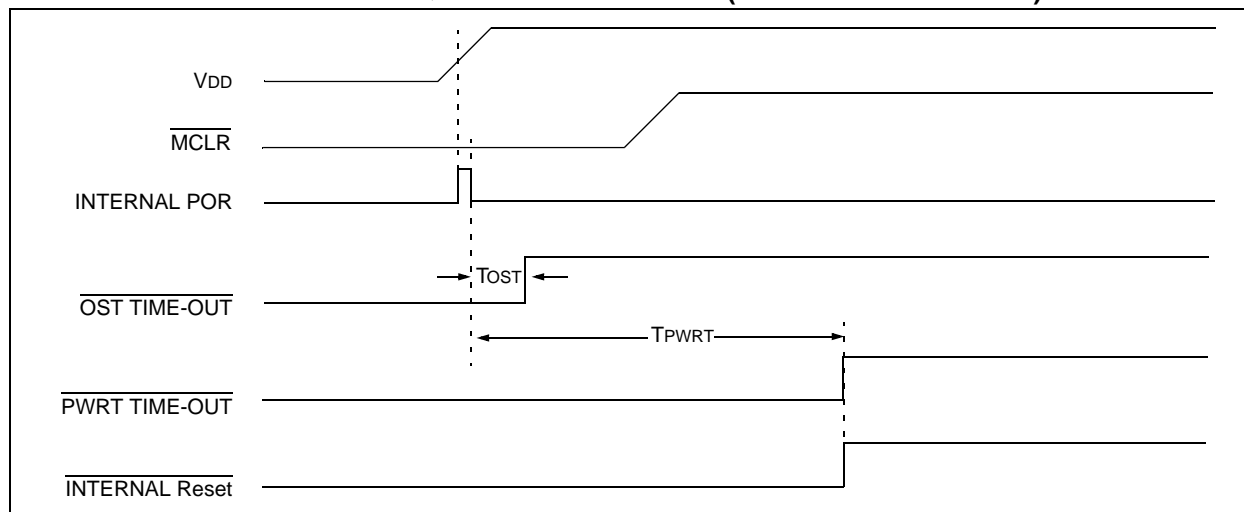 VDD
MCLR
INTERNAL POR
TOST
OST TIME-OUT
TPWRT
PWRT TIME-OUT
INTERNAL Reset